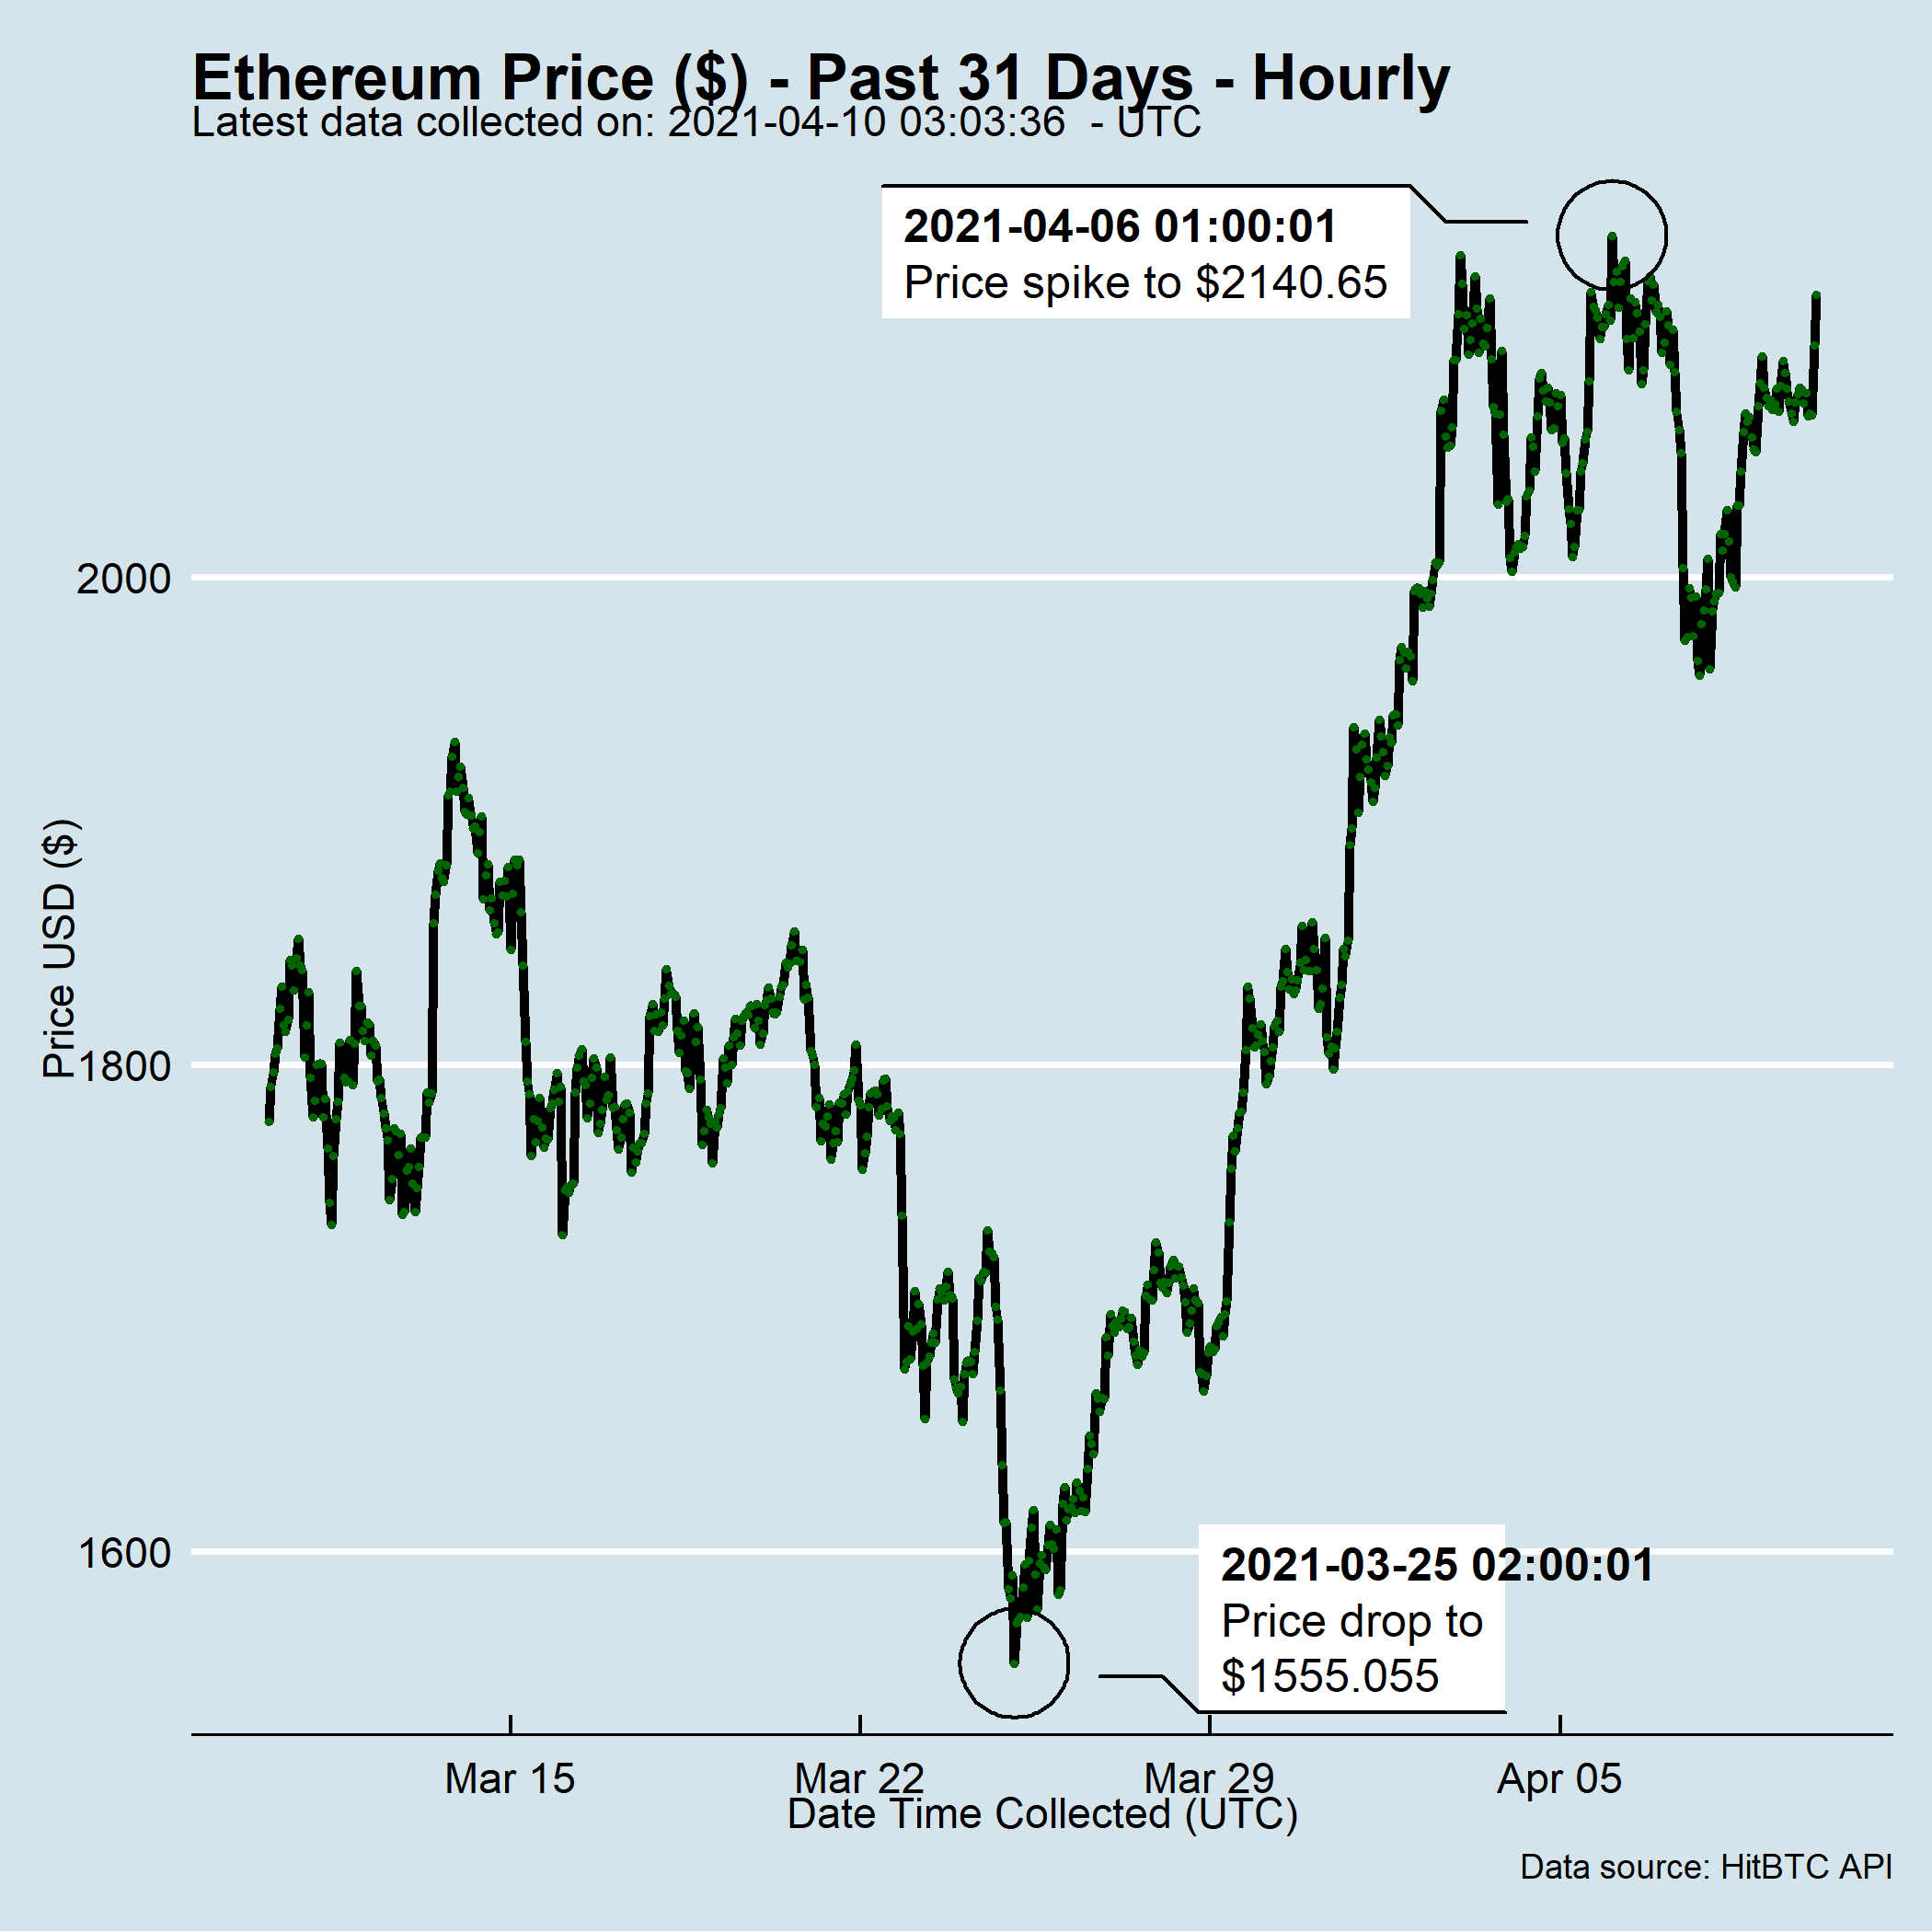 Ethereum Price ($) - Past 31 Days - Hourly
Latest data collected on: 2021-04-10 03:03:36  - UTC
2021-04-06 01:00:01
Price spike to $2140.65
2000
1800
1600
Price USD ($)
2021-03-25 02:00:01
Price drop to
$1555.055
Mar 15
Mar 22
Mar 29
Apr 05
Date Time Collected (UTC)
Data source: HitBTC API